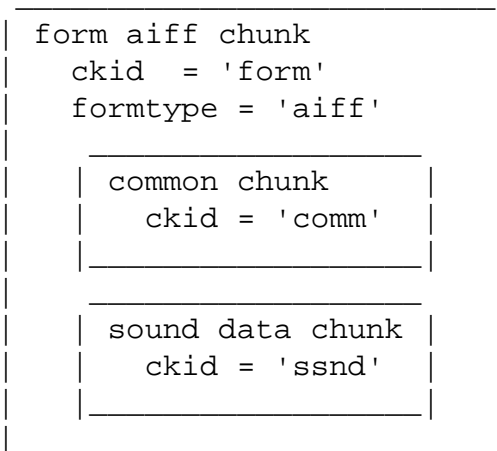 form aiff chunk
ckid = 'form'
formtype = 'aiff'
common chunk
ckid = 'comm'
sound data chunk
ckid = 'ssnd'